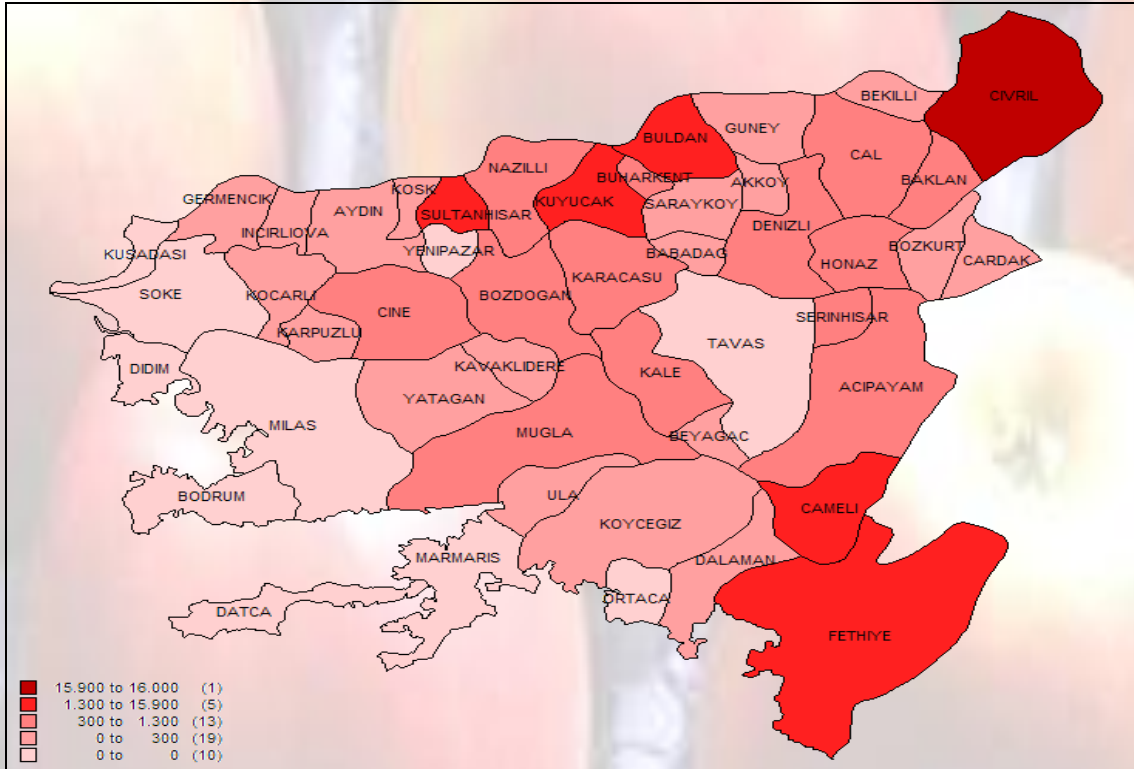 BEKILLI
CIVRIL
BULDAN
GUNEY
CAL
NAZILLI
BUHARKENT
AKKOY
BAKLAN
GERMENCIK
KOSK
AYDIN
SULTANHISAR
KUYUCAK
SARAYKOY
DENIZLI
INCIRLIOVA
KUSADASI
YENIPAZAR
BABADAG
BOZKURT
CARDAK
HONAZ
SOKE
KOCARLI
BOZDOGAN
KARACASU
CINE
SERINHISAR
KARPUZLU
TAVAS
DIDIM
KAVAKLIDERE
KALE
ACIPAYAM
YATAGAN
MILAS
MUGLA
BEYAGAC
BODRUM
ULA
CAMELI
KOYCEGIZ
MARMARIS
DALAMAN
ORTACA
DATCA
FETHIYE
15.900 to 16.000 (1)
1.300 to 15.900 (5)
300 to 1.300 (13)
0 to 300 (19)
0 to 0 (10)